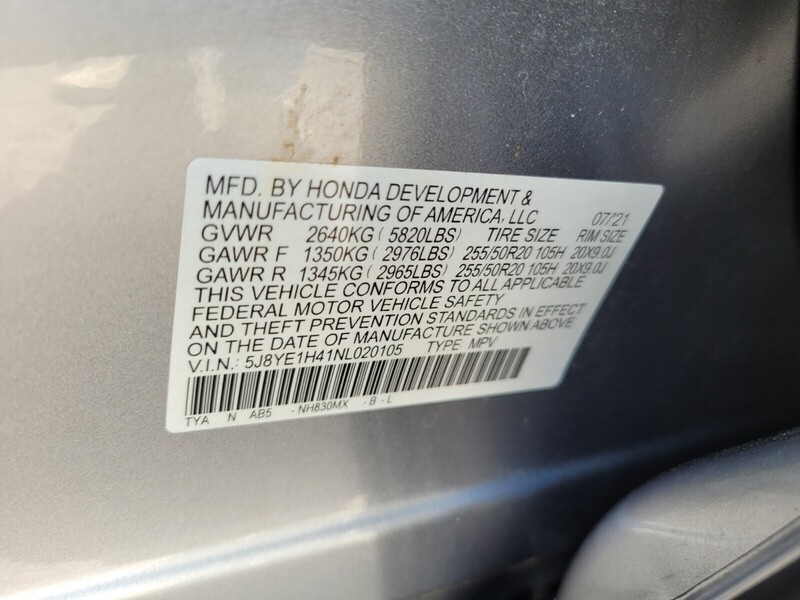 MFD. BY HONDA DEVELOPMENT &
MANUFACTURING OF AMERICA, LLC 07/21
GVWR 2640KG ( 5820LBS) TIRE SIZE RIM SIZE
GAWR F 1350KG ( 2976LBS) 255/50R20 105H 20X9.0J
GAWR R 1345KG ( 2965LBS) 255/50R20 105H 20X9.0J
THIS VEHICLE CONFORMS TO ALL APPLICABLE
FEDERAL MOTOR VEHICLE SAFETY
AND THEFT PREVENTION STANDARDS IN EFFECT
ON THE DATE OF MANUFACTURE SHOWN ABOVE
V.I.N.: 5J8YE1H41NL020105 TYPE MPV
TYA N AB5 -NH830MX -B-L